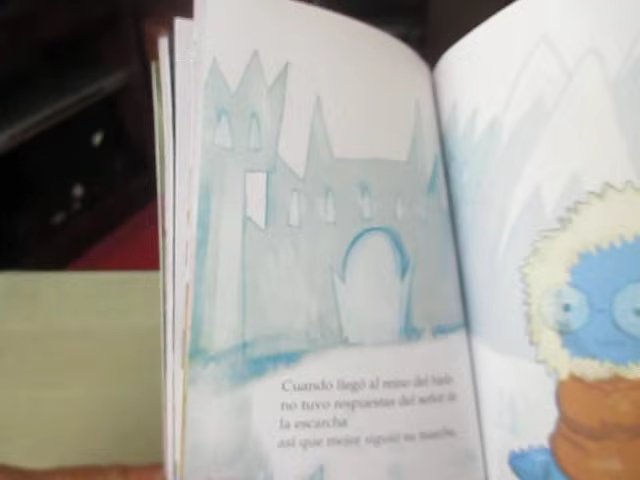 Cuando llegó al reino del hielo
no tuvo respuestas del señor de
la escarcha
así que mejor siguió su marcha.